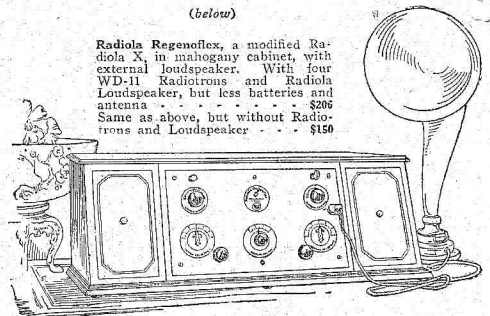 (below)
Radiola Regenoflex, a modified Ra-
diola X, in mahogany cabinet, with
external loudspeaker. With four
WD-11 Radiotrons and Radiola
Loudspeaker, but less batteries and
antenna - - - - - - - - $206
Same as above, but without Radio-
trons and Loudspeaker - - - $150